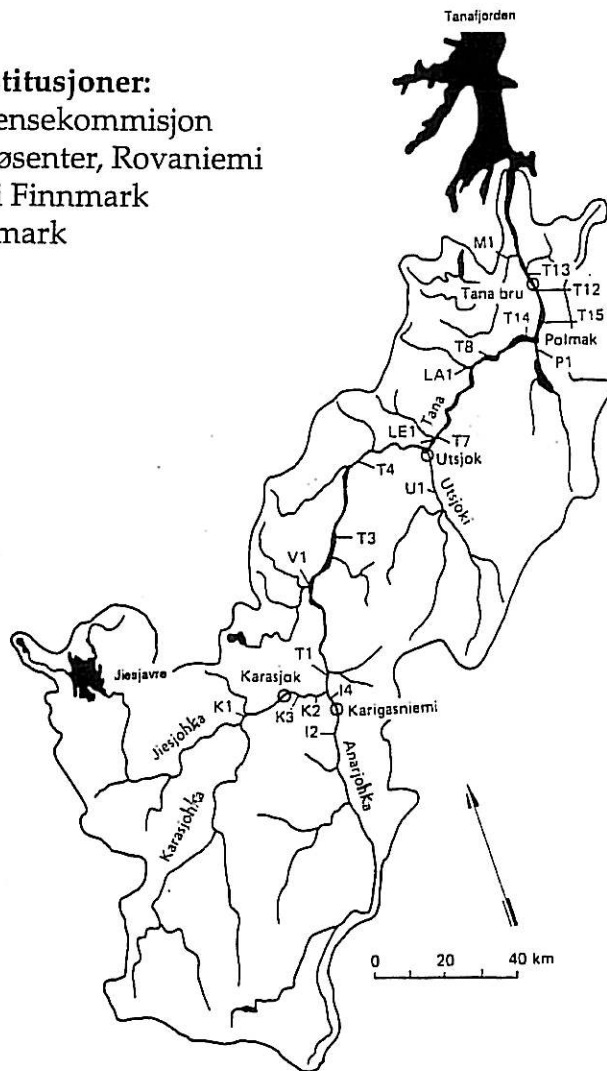 Tanafjorden
titusjoner:
ensekommisjon
øsenter, Rovaniemi
i Finnmark
mark
M1
T13
Tana bru
T12
T14
T15
Polmak
T8
P1
LA1
Tana
LE1
T7
Utsjok
T4
U1
Utsjoki
T3
V1
T1
Karasjok
I4
Jiesjavre
K1
K3
K2
Karigasniemi
I2
Jiesjohka
Anarjohka
Karasjohka
0 20 40 km